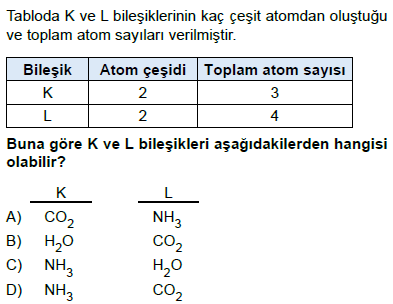 Tabloda K ve L bileşiklerinin kaç çeşit atomdan oluştuğu
ve toplam atom sayıları verilmiştir.
Bileşik Atom çeşidi Toplam atom sayısı
K 2 3
L 2 4
Buna göre K ve L bileşikleri aşağıdakilerden hangisi
olabilir?
K L
A) CO₂ NH₃
B) H₂O CO₂
C) NH₃ H₂O
D) NH₃ CO₂